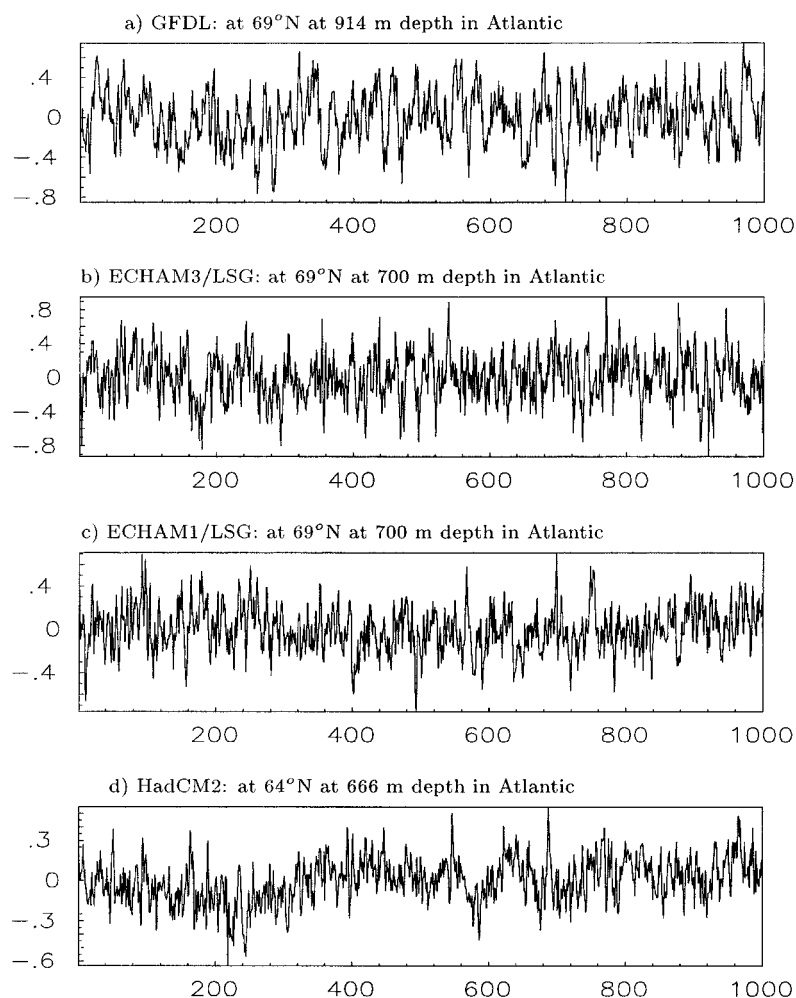 a) GFDL: at 69°N at 914 m depth in Atlantic
.4
0
-.4
-.8
200 400 600 800 1000
b) ECHAM3/LSG: at 69°N at 700 m depth in Atlantic
.8
.4
0
-.4
-.8
200 400 600 800 1000
c) ECHAM1/LSG: at 69°N at 700 m depth in Atlantic
.4
0
-.4
200 400 600 800 1000
d) HadCM2: at 64°N at 666 m depth in Atlantic
.3
0
-.3
-.6
200 400 600 800 1000